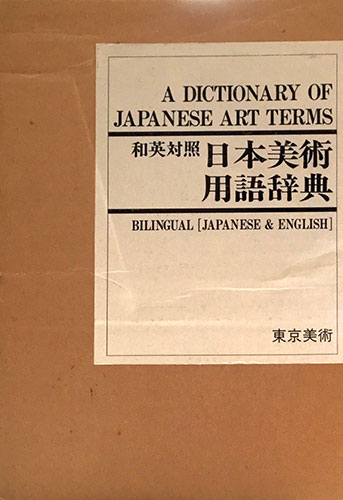 A DICTIONARY OF
JAPANESE ART TERMS
和英対照 日本美術
用語辞典
BILINGUAL [JAPANESE & ENGLISH]
東京美術